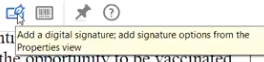 Add a digital signature; add signature options from the
Properties view
the opportunity to be vaccinated